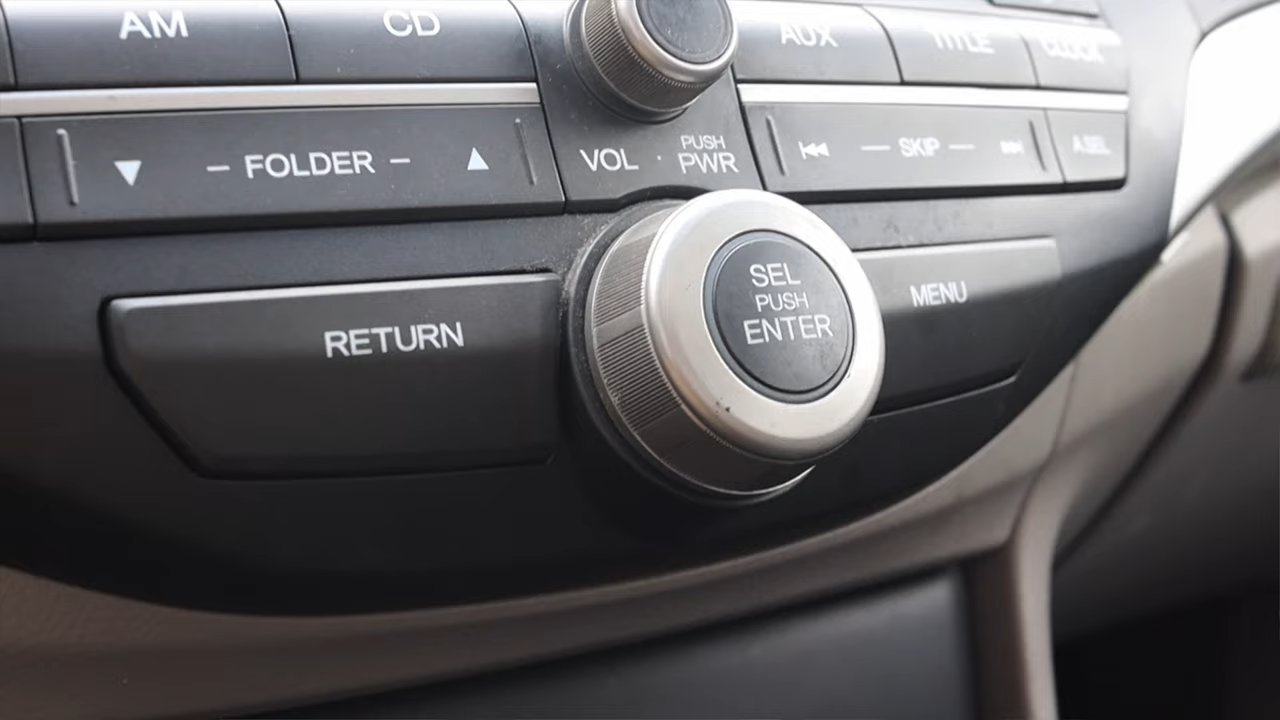 AM CD AUX TITLE CLOCK
▼ – FOLDER – ▲ VOL · PUSH PWR ⏮ — SKIP — ⏭ A.SEL
SEL
PUSH
ENTER
RETURN
MENU